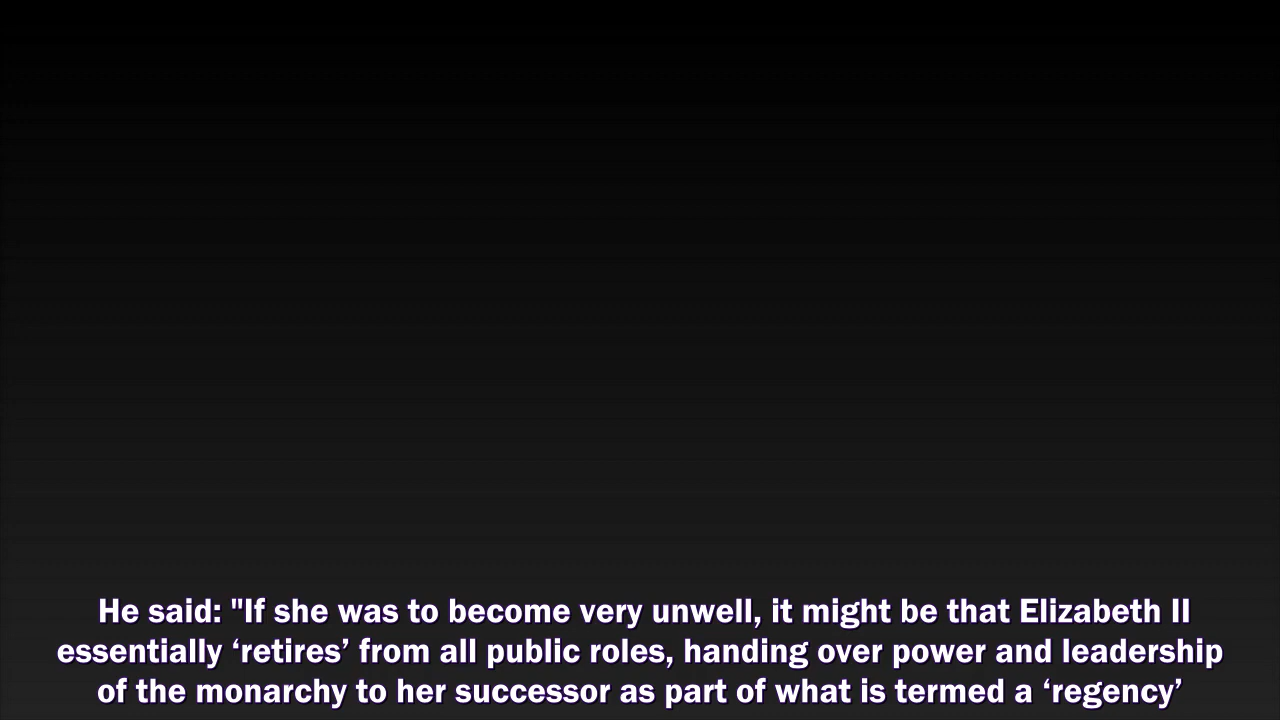 He said: "If she was to become very unwell, it might be that Elizabeth II
essentially ‘retires’ from all public roles, handing over power and leadership
of the monarchy to her successor as part of what is termed a ‘regency’